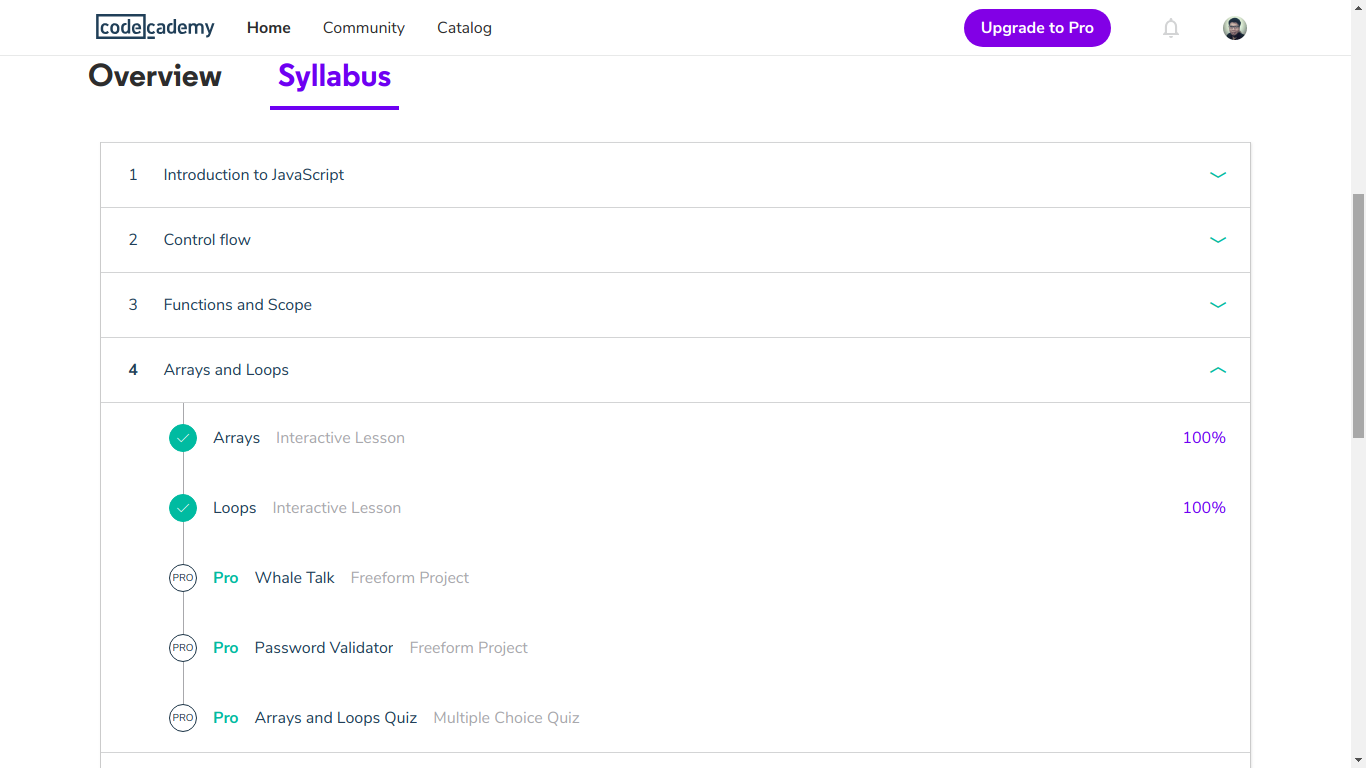 codecademy Home Community Catalog Upgrade to Pro
Overview Syllabus
1 Introduction to JavaScript
2 Control flow
3 Functions and Scope
4 Arrays and Loops
Arrays Interactive Lesson 100%
Loops Interactive Lesson 100%
PRO Pro Whale Talk Freeform Project
PRO Pro Password Validator Freeform Project
PRO Pro Arrays and Loops Quiz Multiple Choice Quiz